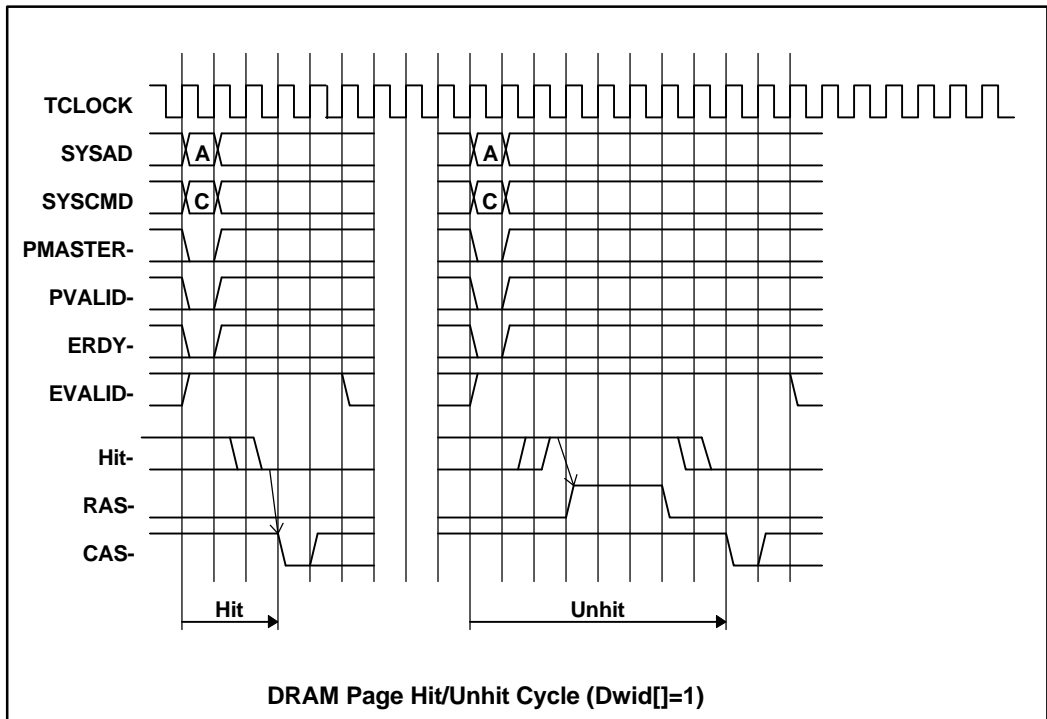 TCLOCK
SYSAD A A
SYSCMD C C
PMASTER-
PVALID-
ERDY-
EVALID-
Hit-
RAS-
CAS-
Hit Unhit
DRAM Page Hit/Unhit Cycle (Dwid[]=1)